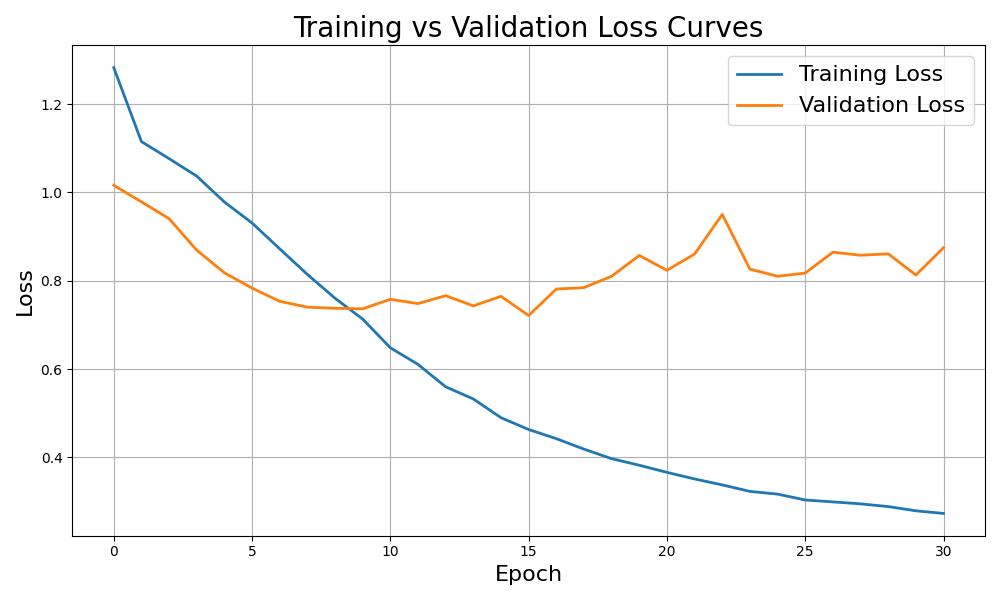 Training vs Validation Loss Curves
Training Loss
Validation Loss
1.2
1.0
0.8
0.6
0.4
Loss
0 5 10 15 20 25 30
Epoch